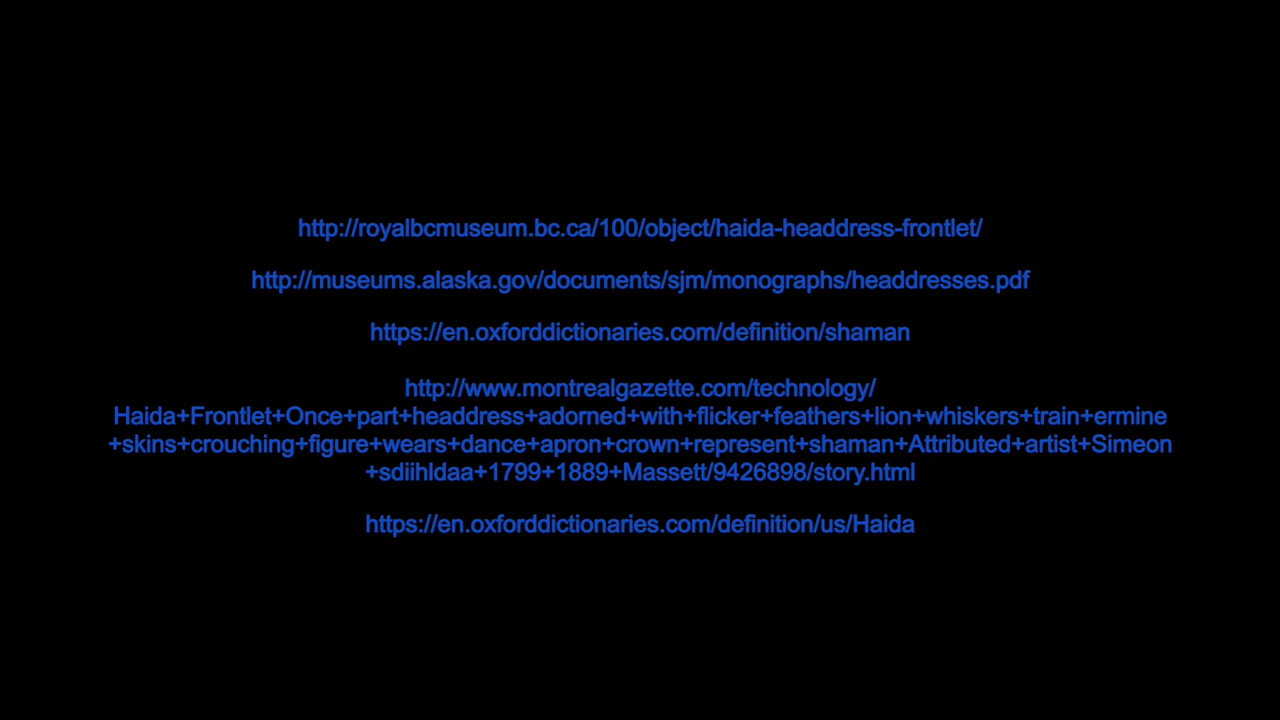 http://royalbcmuseum.bc.ca/100/object/haida-headdress-frontlet/
http://museums.alaska.gov/documents/sjm/monographs/headdresses.pdf
https://en.oxforddictionaries.com/definition/shaman
http://www.montrealgazette.com/technology/
Haida+Frontlet+Once+part+headdress+adorned+with+flicker+feathers+lion+whiskers+train+ermine
+skins+crouching+figure+wears+dance+apron+crown+represent+shaman+Attributed+artist+Simeon
+sdiihldaa+1799+1889+Massett/9426898/story.html
https://en.oxforddictionaries.com/definition/us/Haida